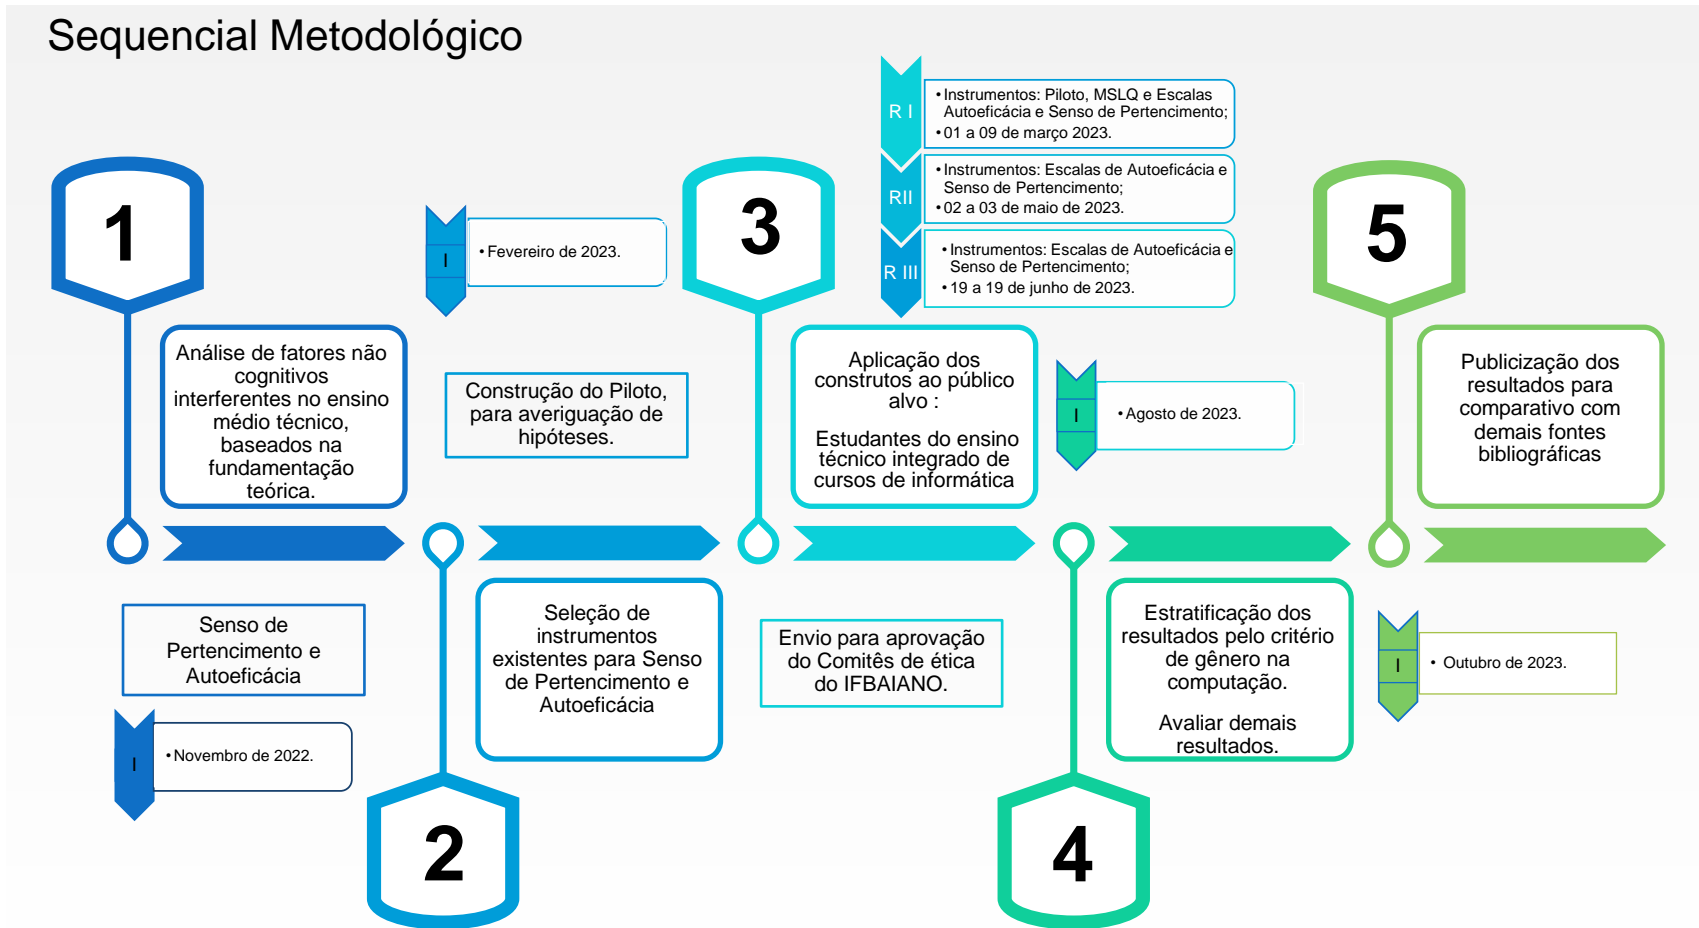 Sequencial Metodológico
1
Análise de fatores não
cognitivos
interferentes no ensino
médio técnico,
baseados na
fundamentação
teórica.
Senso de
Pertencimento e
Autoeficácia
I
• Novembro de 2022.
I
• Fevereiro de 2023.
Construção do Piloto,
para averiguação de
hipóteses.
Seleção de
instrumentos
existentes para Senso
de Pertencimento e
Autoeficácia
2
3
R I
• Instrumentos: Piloto, MSLQ e Escalas
Autoeficácia e Senso de Pertencimento;
• 01 a 09 de março 2023.
RII
• Instrumentos: Escalas de Autoeficácia e
Senso de Pertencimento;
• 02 a 03 de maio de 2023.
R III
• Instrumentos: Escalas de Autoeficácia e
Senso de Pertencimento;
• 19 a 19 de junho de 2023.
Aplicação dos
construtos ao público
alvo :
Estudantes do ensino
técnico integrado de
cursos de informática
Envio para aprovação
do Comitês de ética
do IFBAIANO.
I
• Agosto de 2023.
Estratificação dos
resultados pelo critério
de gênero na
computação.
Avaliar demais
resultados.
4
5
Publicização dos
resultados para
comparativo com
demais fontes
bibliográficas
I
• Outubro de 2023.